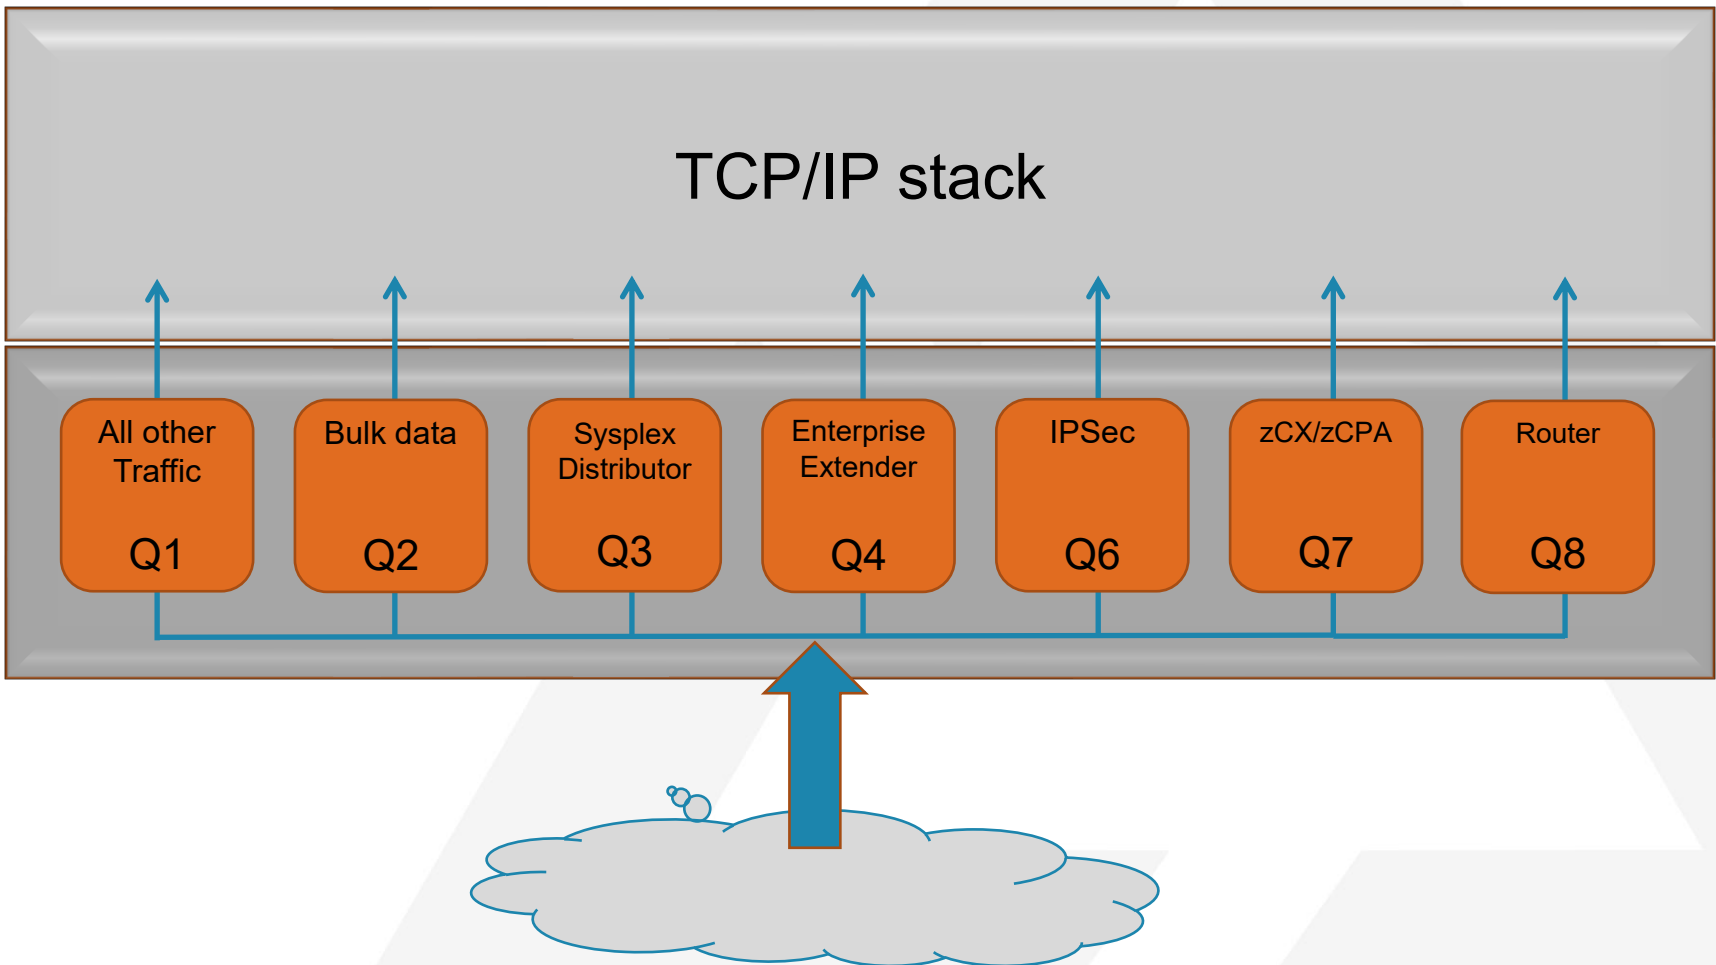 TCP/IP stack
All other
Traffic
Q1
Bulk data
Q2
Sysplex
Distributor
Q3
Enterprise
Extender
Q4
IPSec
Q6
zCX/zCPA
Q7
Router
Q8